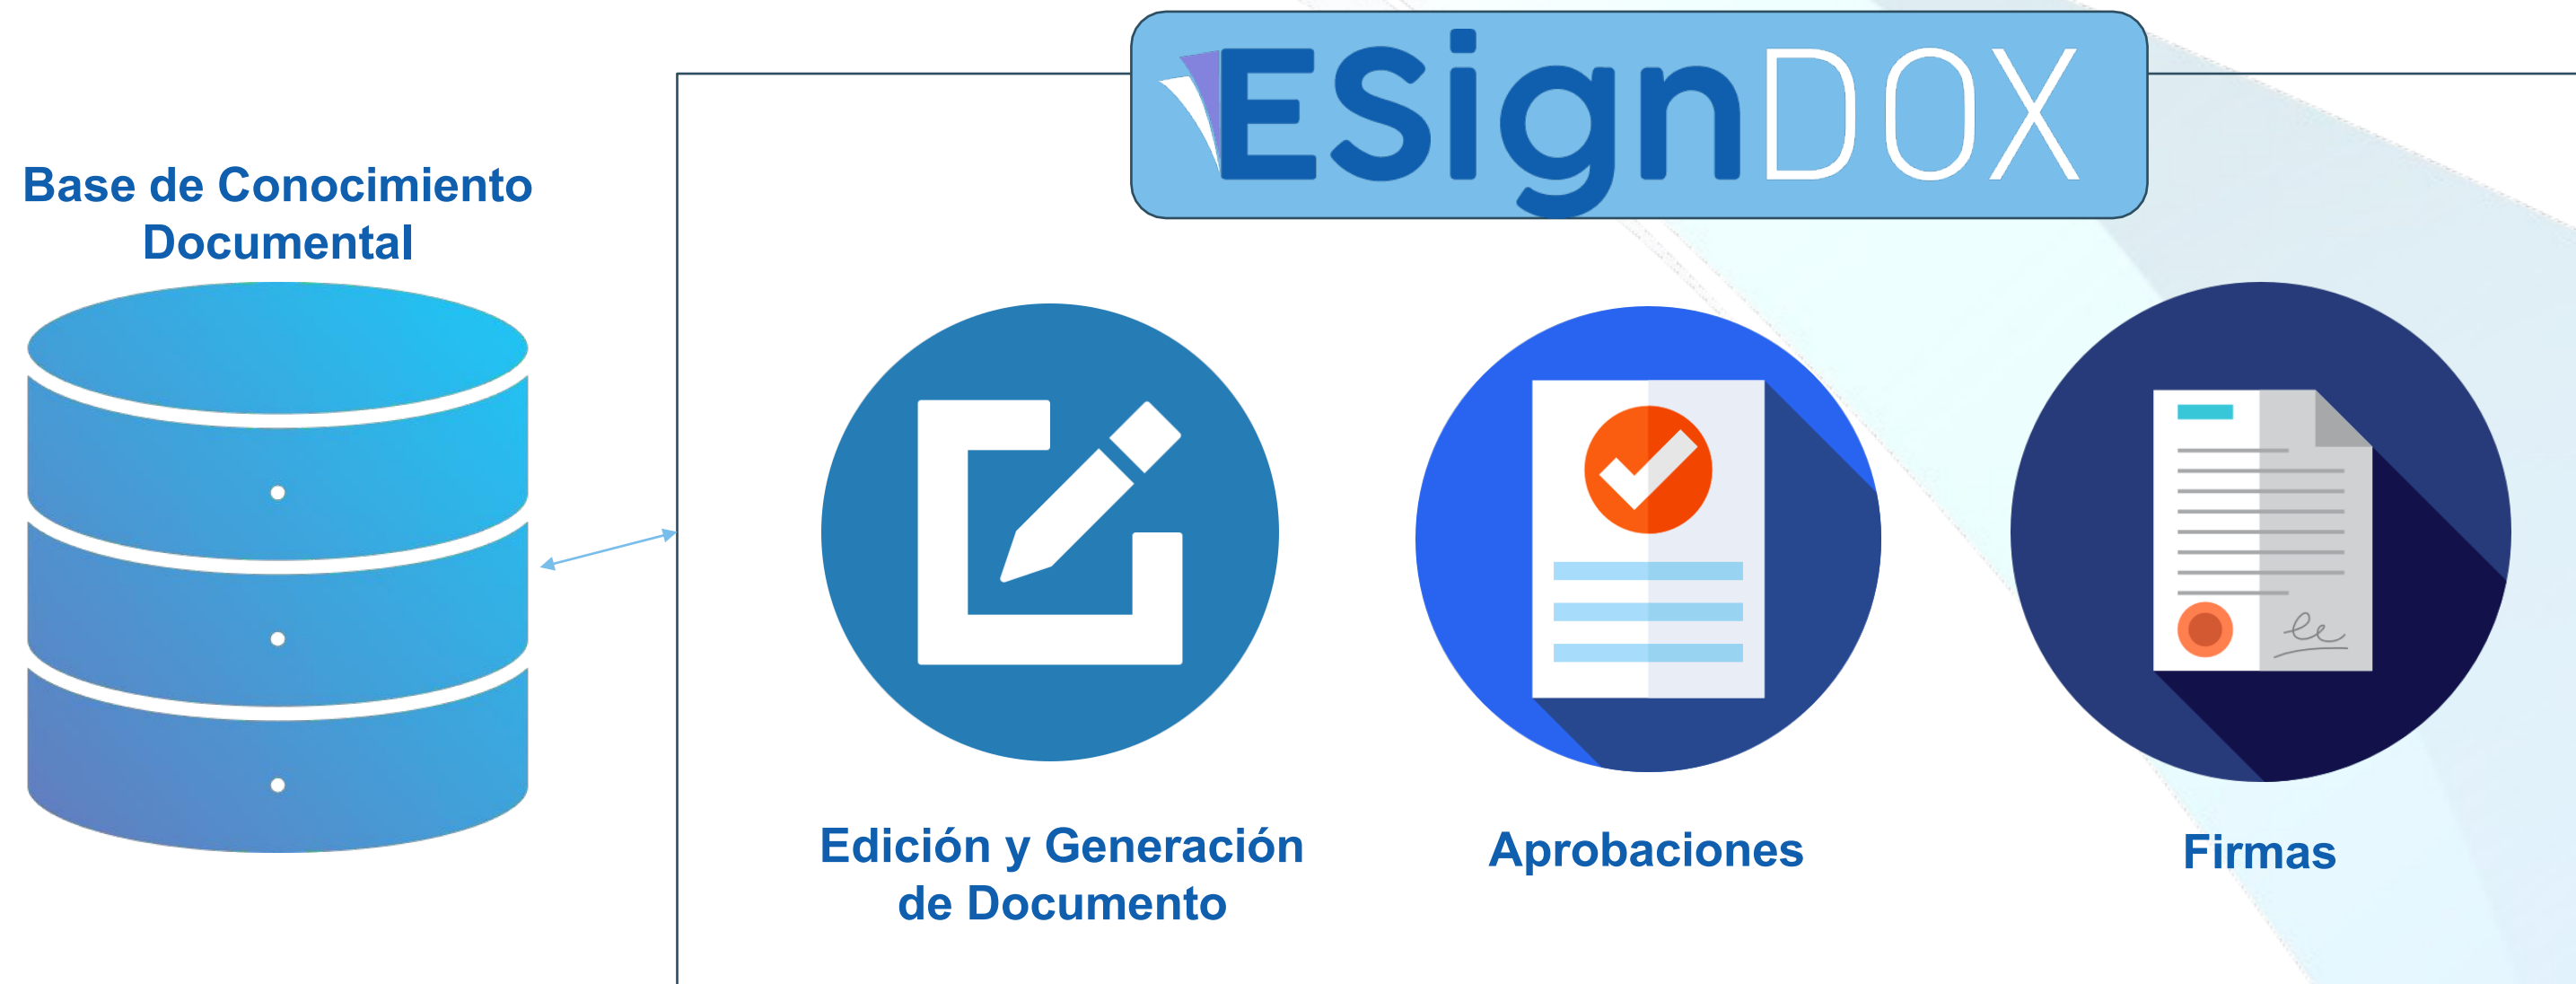 ESignDOX
Base de Conocimiento
Documental
Edición y Generación
de Documento
Aprobaciones
Firmas